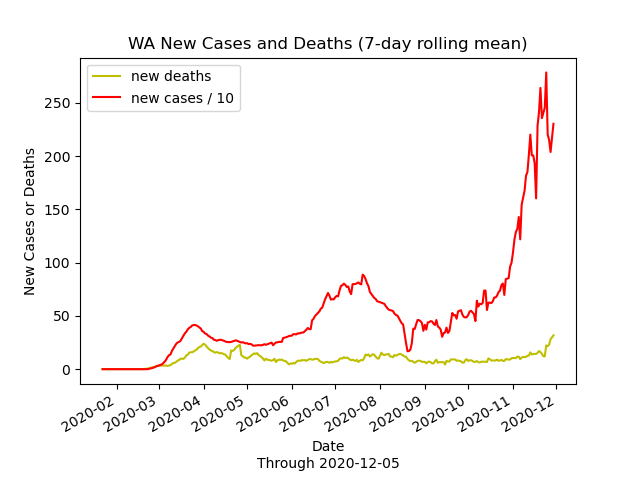 WA New Cases and Deaths (7-day rolling mean)
new deaths
new cases / 10
New Cases or Deaths
250
200
150
100
50
0
2020-02
2020-03
2020-04
2020-05
2020-06
2020-07
2020-08
2020-09
2020-10
2020-11
2020-12
Date
Through 2020-12-05